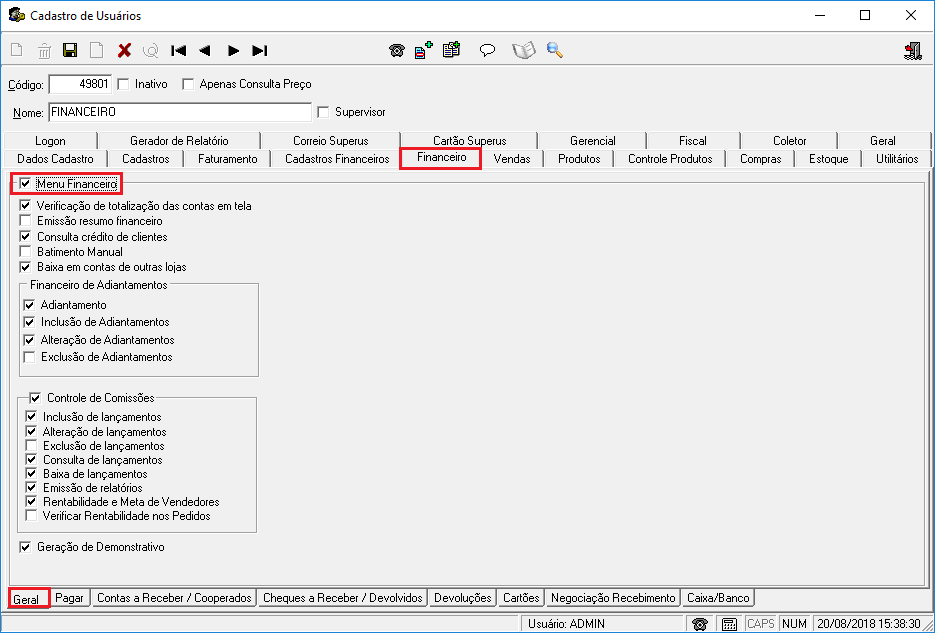 Cadastro de Usuários
Código: 49801 Inativo Apenas Consulta Preço
Nome: FINANCEIRO Supervisor
Logon Gerador de Relatório Correio Superus Cartão Superus Gerencial Fiscal Coletor Geral
Dados Cadastro Cadastros Faturamento Cadastros Financeiros Financeiro Vendas Produtos Controle Produtos Compras Estoque Utilitários
Menu Financeiro
Verificação de totalização das contas em tela
Emissão resumo financeiro
Consulta crédito de clientes
Batimento Manual
Baixa em contas de outras lojas
Financeiro de Adiantamentos
Adiantamento
Inclusão de Adiantamentos
Alteração de Adiantamentos
Exclusão de Adiantamentos
Controle de Comissões
Inclusão de lançamentos
Alteração de lançamentos
Exclusão de lançamentos
Consulta de lançamentos
Baixa de lançamentos
Emissão de relatórios
Rentabilidade e Meta de Vendedores
Verificar Rentabilidade nos Pedidos
Geração de Demonstrativo
Geral Pagar Contas a Receber / Cooperados Cheques a Receber / Devolvidos Devoluções Cartões Negociação Recebimento Caixa/Banco
Usuário: ADMIN CAPS NUM 20/08/2018 15:38:30